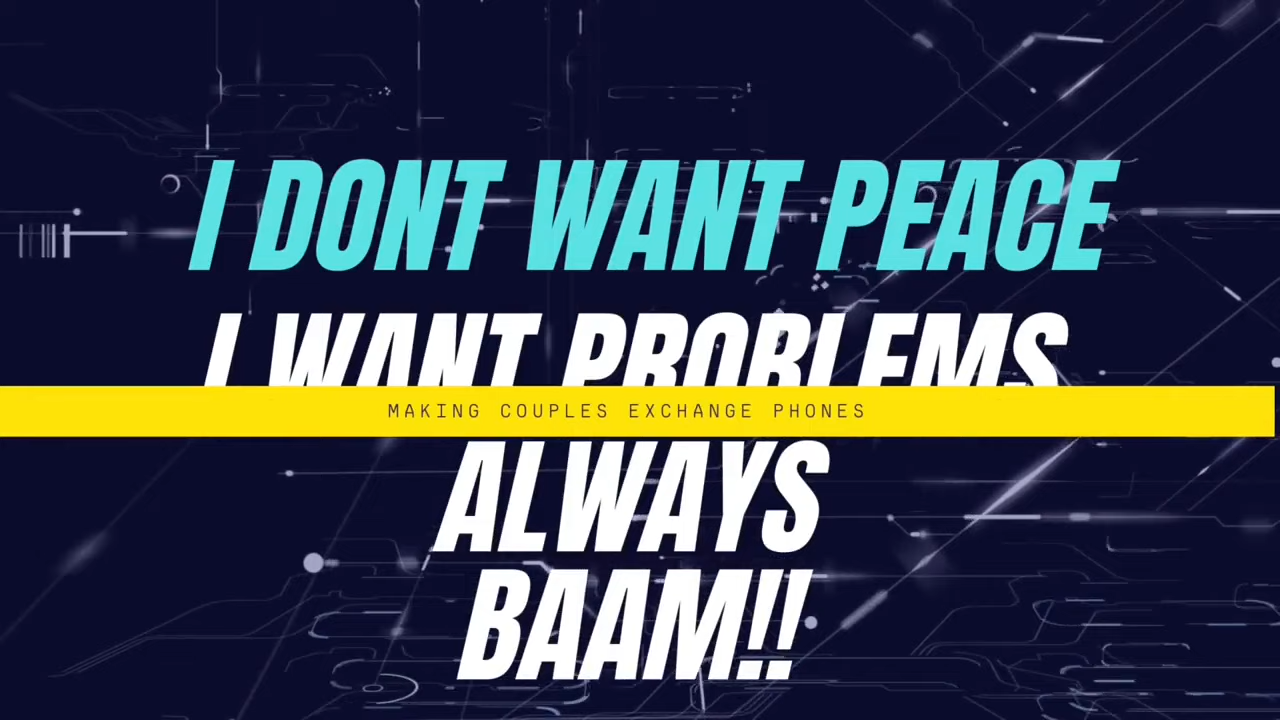 I DONT WANT PEACE
I WANT PROBLEMS
MAKING COUPLES EXCHANGE PHONES
ALWAYS
BAAM!!